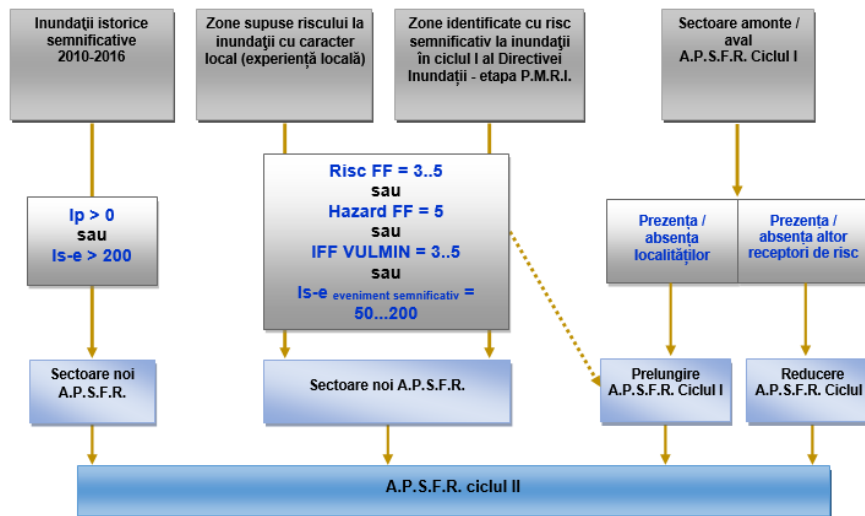 Inundaţii istorice
semnificative
2010-2016
Zone supuse riscului la
inundaţii cu caracter
local (experiență locală)
Zone identificate cu risc
semnificativ la inundaţii
în ciclul I al Directivei
Inundații - etapa P.M.R.I.
Sectoare amonte /
aval
A.P.S.F.R. Ciclul I
Ip > 0
sau
Is-e > 200
Risc FF = 3..5
sau
Hazard FF = 5
sau
IFF VULMIN = 3..5
sau
Is-e eveniment semnificativ =
50...200
Prezența /
absența
localităților
Prezența /
absența altor
receptori de risc
Sectoare noi
A.P.S.F.R.
Sectoare noi A.P.S.F.R.
Prelungire
A.P.S.F.R. Ciclul I
Reducere
A.P.S.F.R. Ciclul
A.P.S.F.R. ciclul II